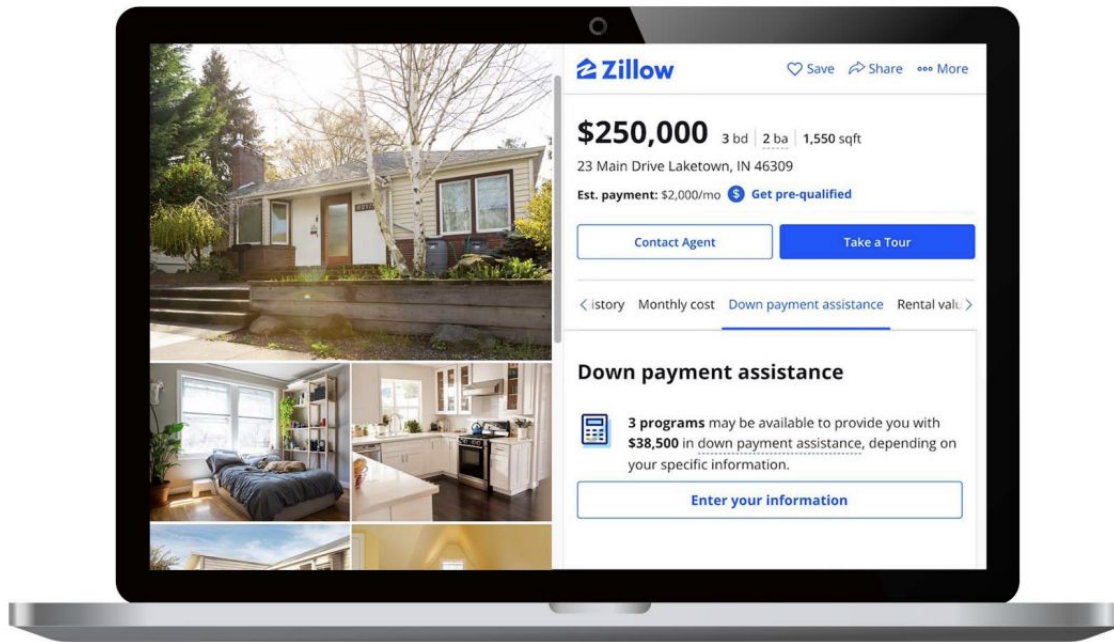 Zillow
Save Share More
$250,000 3 bd 2 ba 1,550 sqft
23 Main Drive Laketown, IN 46309
Est. payment: $2,000/mo $ Get pre-qualified
Contact Agent
Take a Tour
istory Monthly cost Down payment assistance Rental valu
Down payment assistance
3 programs may be available to provide you with
$38,500 in down payment assistance, depending on
your specific information.
Enter your information